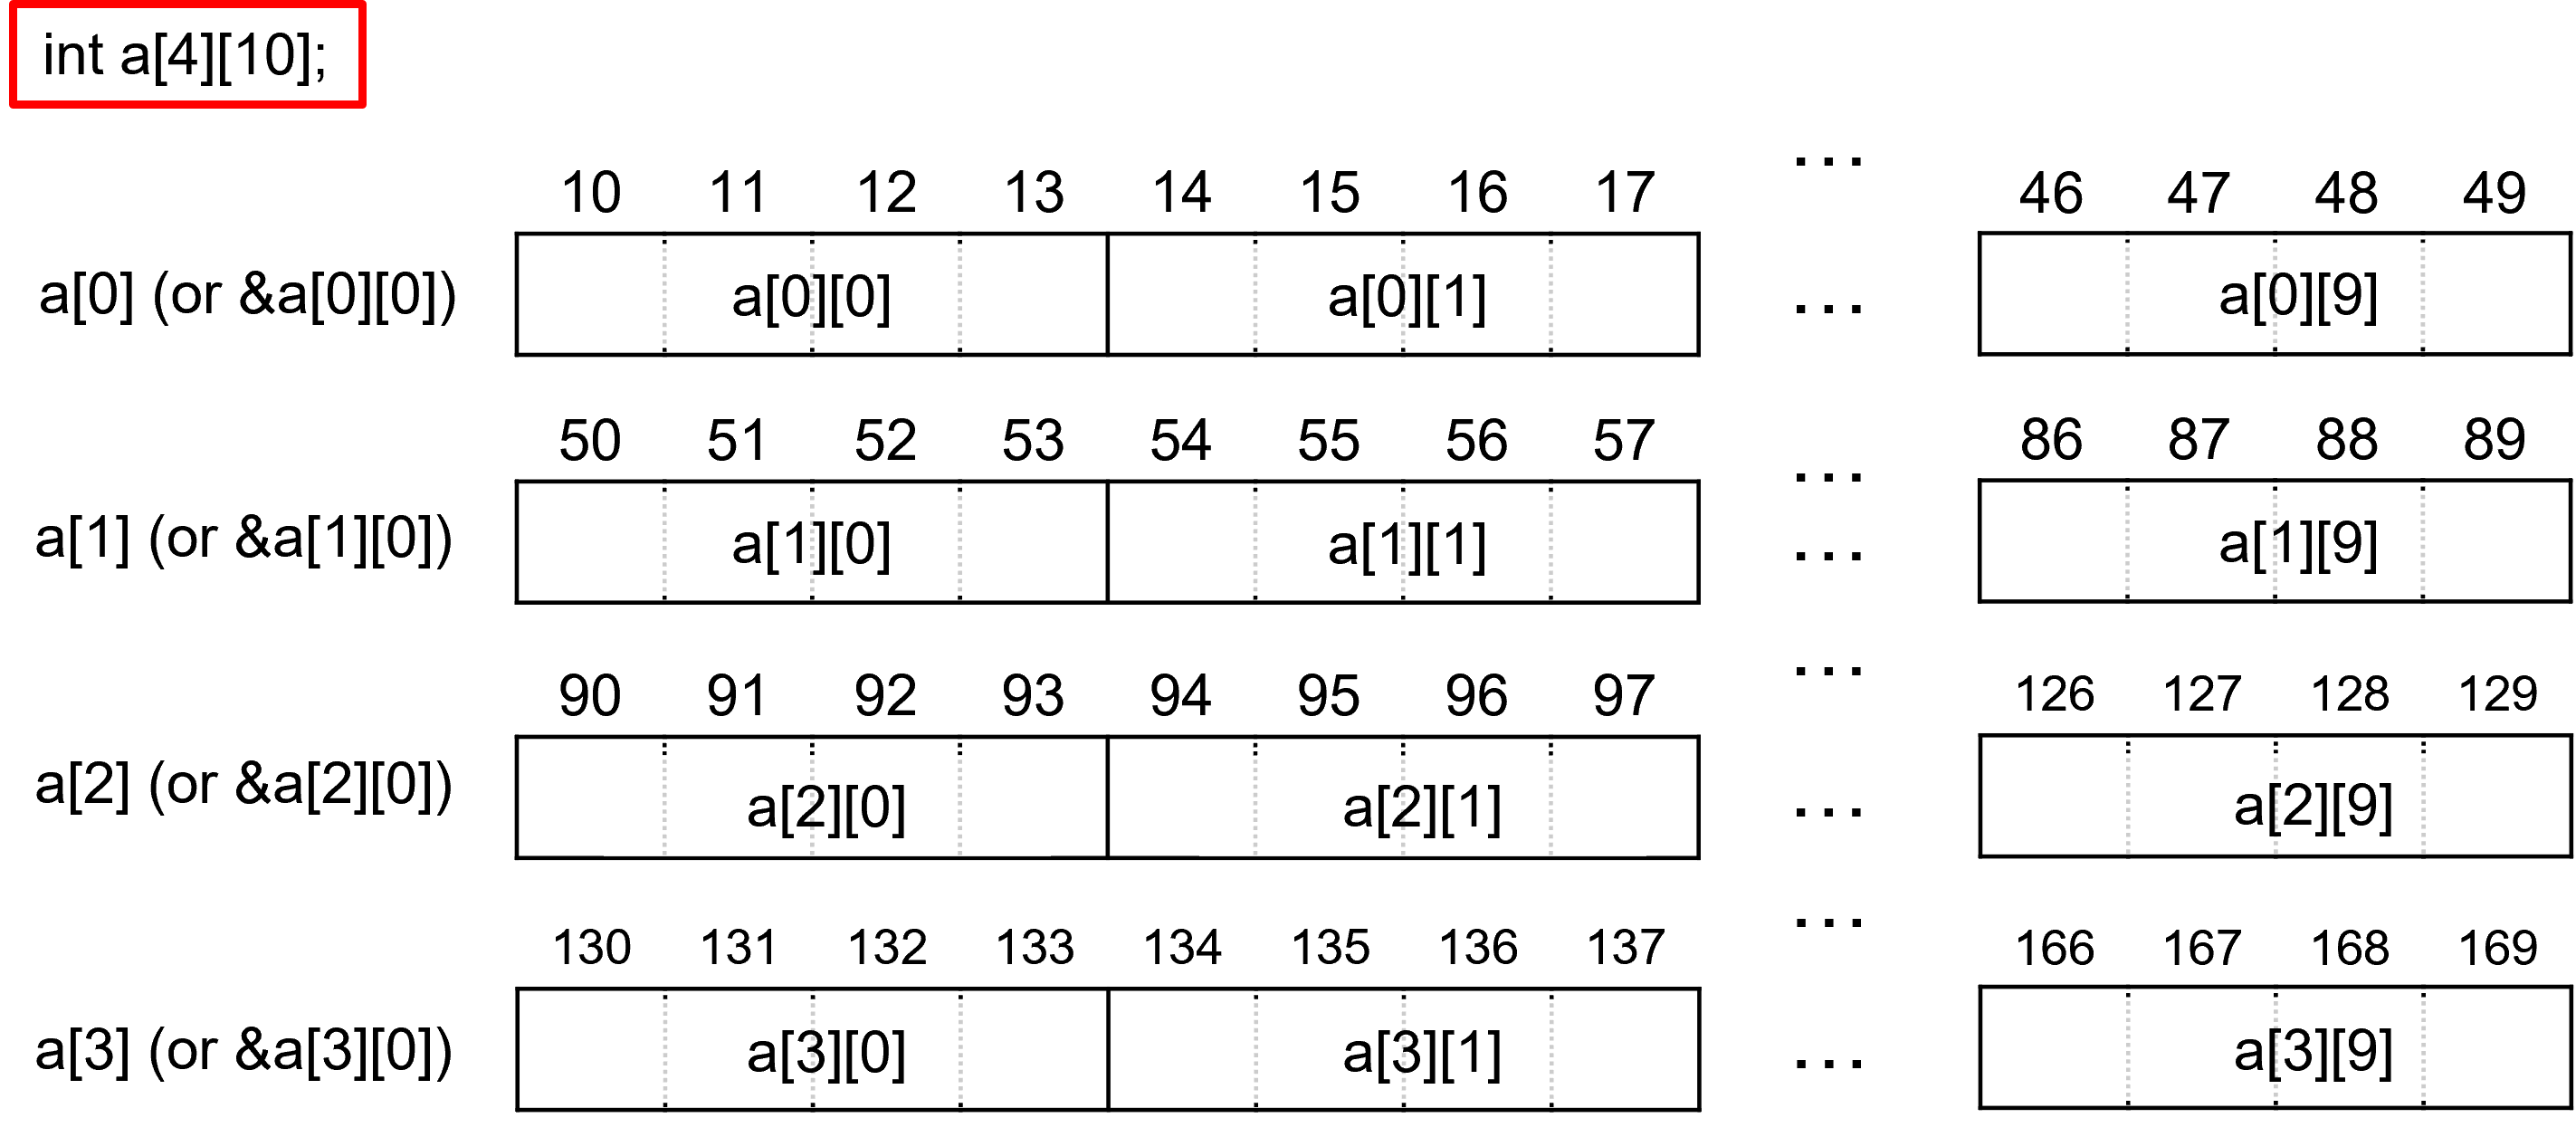 int a[4][10];
10 11 12 13 14 15 16 17 ... 46 47 48 49
a[0] (or &a[0][0]) a[0][0] a[0][1] ... a[0][9]
50 51 52 53 54 55 56 57 ... 86 87 88 89
a[1] (or &a[1][0]) a[1][0] a[1][1] ... a[1][9]
90 91 92 93 94 95 96 97 ... 126 127 128 129
a[2] (or &a[2][0]) a[2][0] a[2][1] ... a[2][9]
130 131 132 133 134 135 136 137 ... 166 167 168 169
a[3] (or &a[3][0]) a[3][0] a[3][1] ... a[3][9]